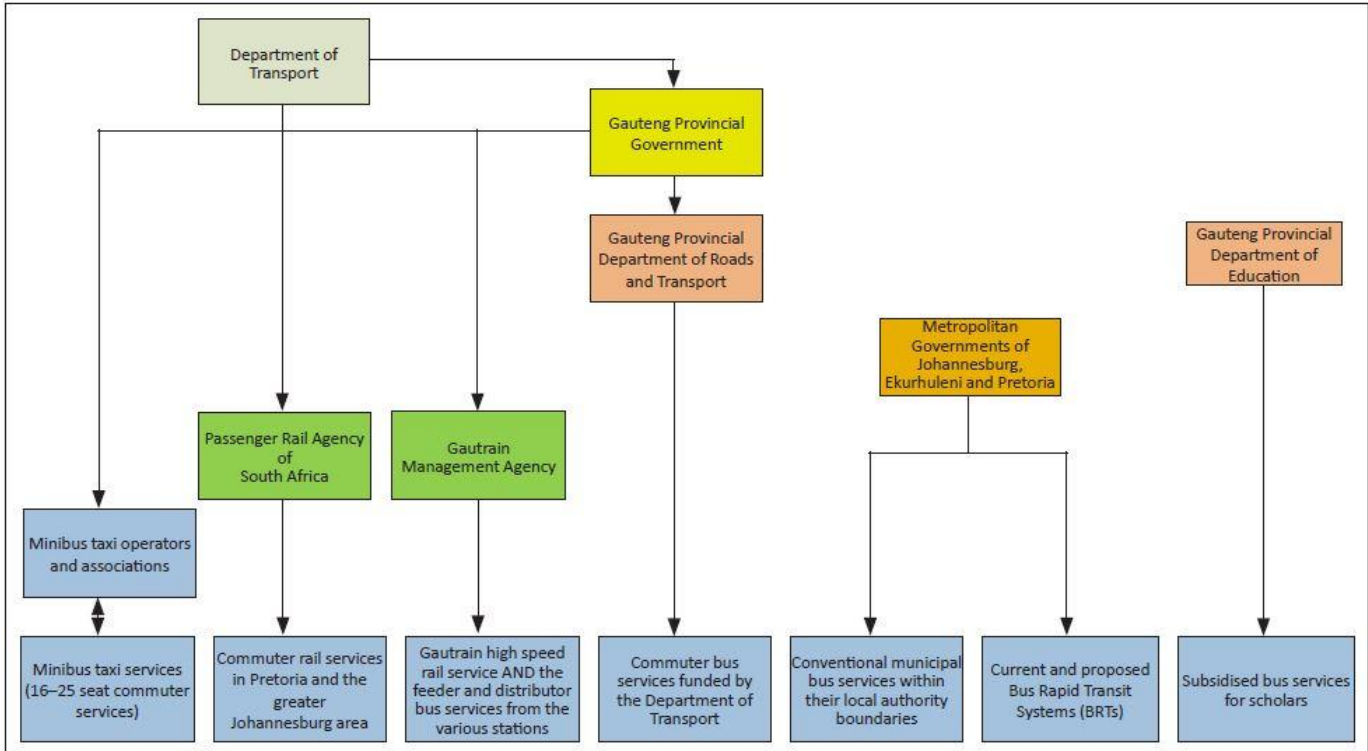 Department of
Transport
Gauteng Provincial
Government
Gauteng Provincial
Department of Roads
and Transport
Gauteng Provincial
Department of
Education
Metropolitan
Governments of
Johannesburg,
Ekurhuleni and Pretoria
Passenger Rail Agency
of
South Africa
Gautrain
Management Agency
Minibus taxi operators
and associations
Minibus taxi services
(16–25 seat commuter
services)
Commuter rail services
in Pretoria and the
greater
Johannesburg area
Gautrain high speed
rail service AND the
feeder and distributor
bus services from the
various stations
Commuter bus
services funded by
the Department of
Transport
Conventional municipal
bus services within
their local authority
boundaries
Current and proposed
Bus Rapid Transit
Systems (BRTs)
Subsidised bus services
for scholars